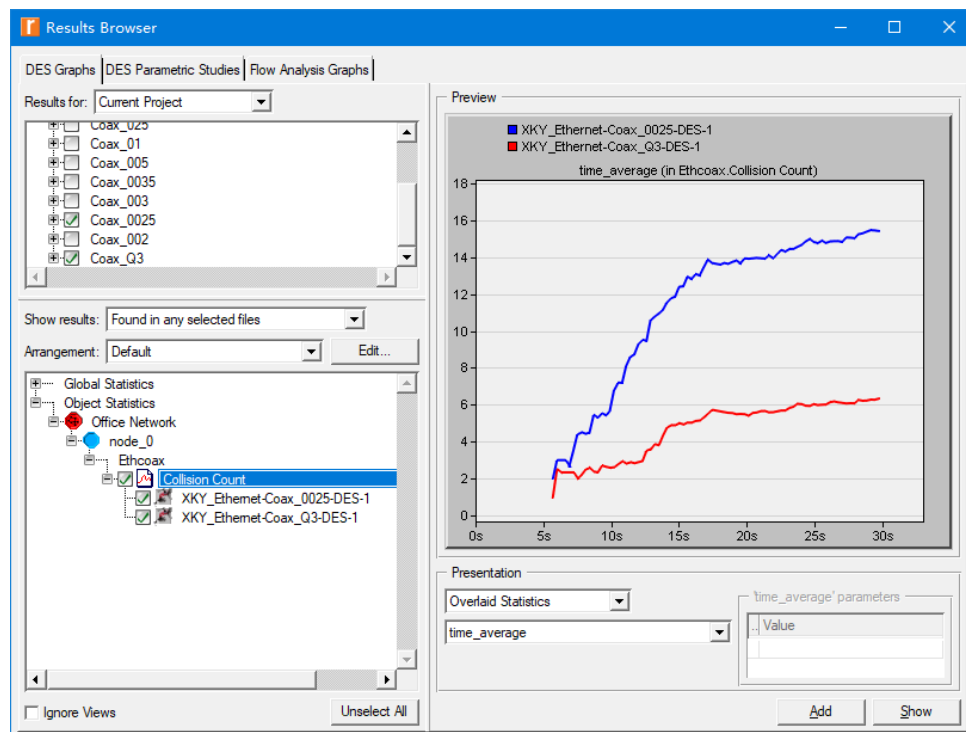 Results Browser
DES Graphs DES Parametric Studies Flow Analysis Graphs
Results for: Current Project
Coax_025
Coax_01
Coax_005
Coax_0035
Coax_003
Coax_0025
Coax_002
Coax_Q3
Show results: Found in any selected files
Arrangement: Default Edit...
Global Statistics
Object Statistics
Office Network
node_0
Ethcoax
Collision Count
XKY_Ethernet-Coax_0025-DES-1
XKY_Ethernet-Coax_Q3-DES-1
Ignore Views Unselect All
Preview
XKY_Ethernet-Coax_0025-DES-1
XKY_Ethernet-Coax_Q3-DES-1
time_average (in Ethcoax.Collision Count)
18
16
14
12
10
8
6
4
2
0
0s 5s 10s 15s 20s 25s 30s
Presentation
Overlaid Statistics
time_average
'time_average' parameters
.. Value
Add Show